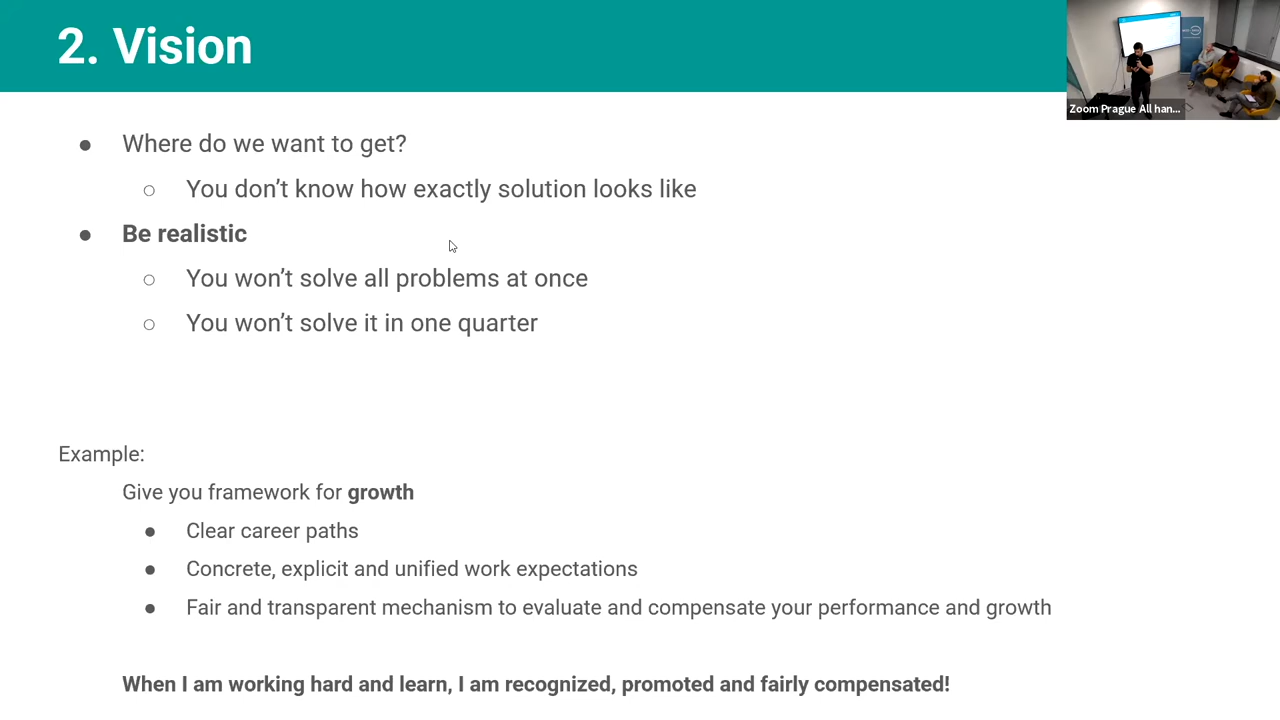 2. Vision
Zoom Prague All han...
● Where do we want to get?
○ You don’t know how exactly solution looks like
● Be realistic
○ You won’t solve all problems at once
○ You won’t solve it in one quarter
Example:
Give you framework for growth
● Clear career paths
● Concrete, explicit and unified work expectations
● Fair and transparent mechanism to evaluate and compensate your performance and growth
When I am working hard and learn, I am recognized, promoted and fairly compensated!